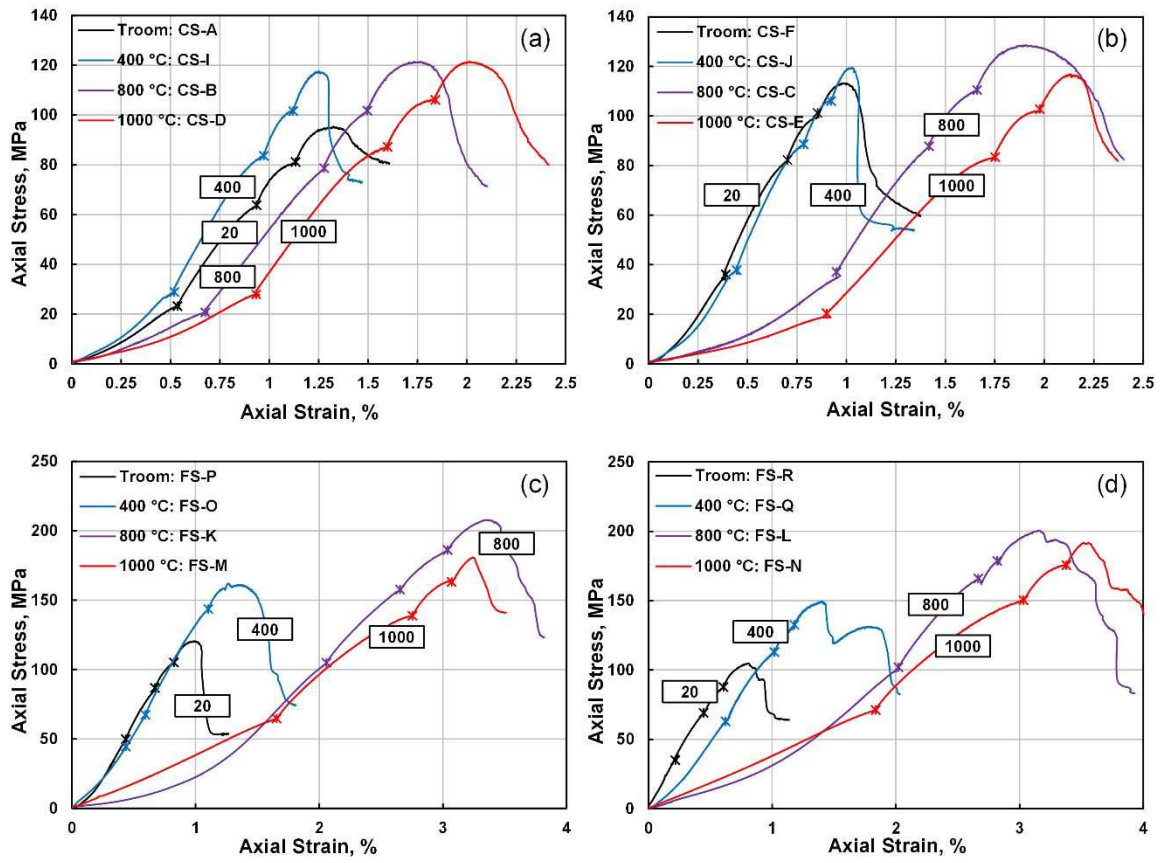 140
120
100
80
60
40
20
0
Axial Stress, MPa
Troom: CS-A
400 °C: CS-I
800 °C: CS-B
1000 °C: CS-D
(a)
400
20
800
1000
0 0.25 0.5 0.75 1 1.25 1.5 1.75 2 2.25 2.5
Axial Strain, %
140
120
100
80
60
40
20
0
Axial Stress, MPa
Troom: CS-F
400 °C: CS-J
800 °C: CS-C
1000 °C: CS-E
(b)
800
20
400
1000
0 0.25 0.5 0.75 1 1.25 1.5 1.75 2 2.25 2.5
Axial Strain, %
250
200
150
100
50
0
Axial Stress, MPa
Troom: FS-P
400 °C: FS-O
800 °C: FS-K
1000 °C: FS-M
(c)
800
400
1000
20
0 1 2 3 4
Axial Strain, %
250
200
150
100
50
0
Axial Stress, MPa
Troom: FS-R
400 °C: FS-Q
800 °C: FS-L
1000 °C: FS-N
(d)
800
400
1000
20
0 1 2 3 4
Axial Strain, %